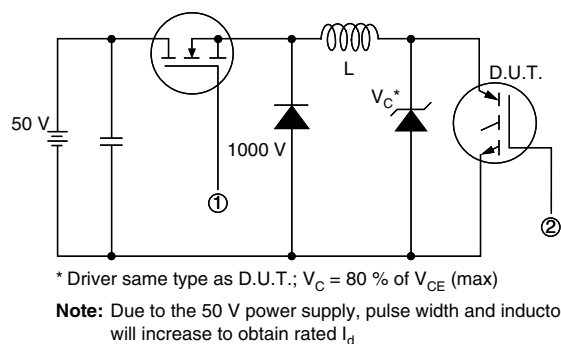 50 V
L
1000 V
V_C*
D.U.T.
①
②
* Driver same type as D.U.T.; V_C = 80 % of V_CE (max)
Note: Due to the 50 V power supply, pulse width and inducto
will increase to obtain rated I_d